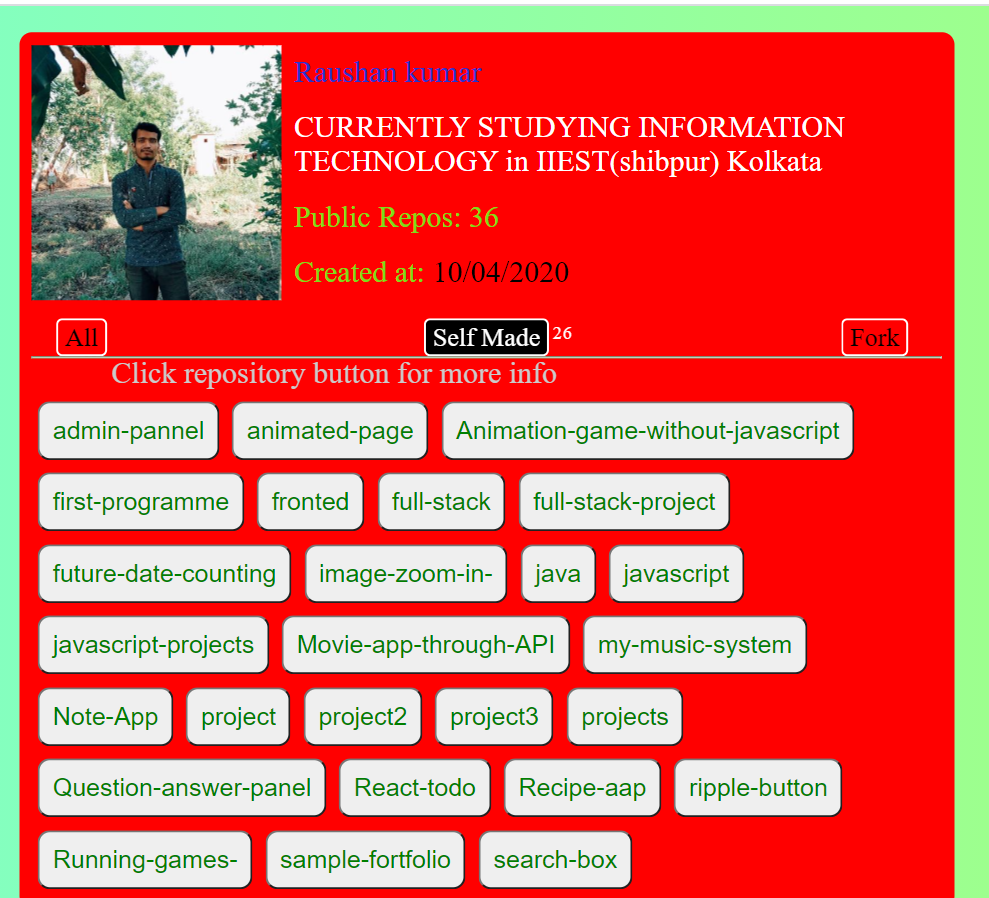 Raushan kumar
CURRENTLY STUDYING INFORMATION
TECHNOLOGY in IIEST(shibpur) Kolkata
Public Repos: 36
Created at: 10/04/2020
All Self Made 26 Fork
Click repository button for more info
admin-pannel animated-page Animation-game-without-javascript
first-programme fronted full-stack full-stack-project
future-date-counting image-zoom-in- java javascript
javascript-projects Movie-app-through-API my-music-system
Note-App project project2 project3 projects
Question-answer-panel React-todo Recipe-aap ripple-button
Running-games- sample-fortfolio search-box